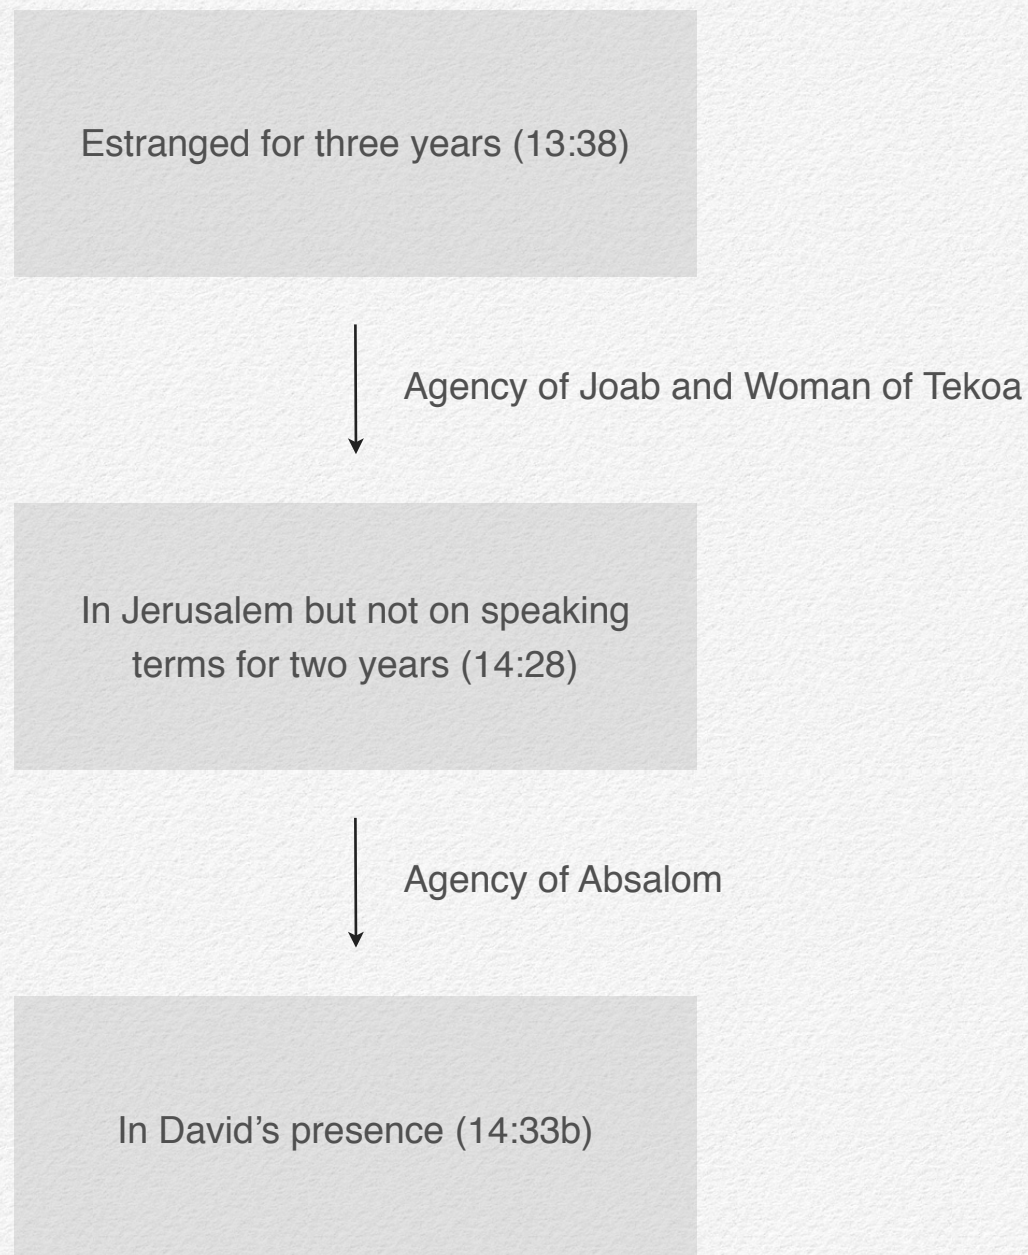 Estranged for three years (13:38)
Agency of Joab and Woman of Tekoa
In Jerusalem but not on speaking
terms for two years (14:28)
Agency of Absalom
In David’s presence (14:33b)